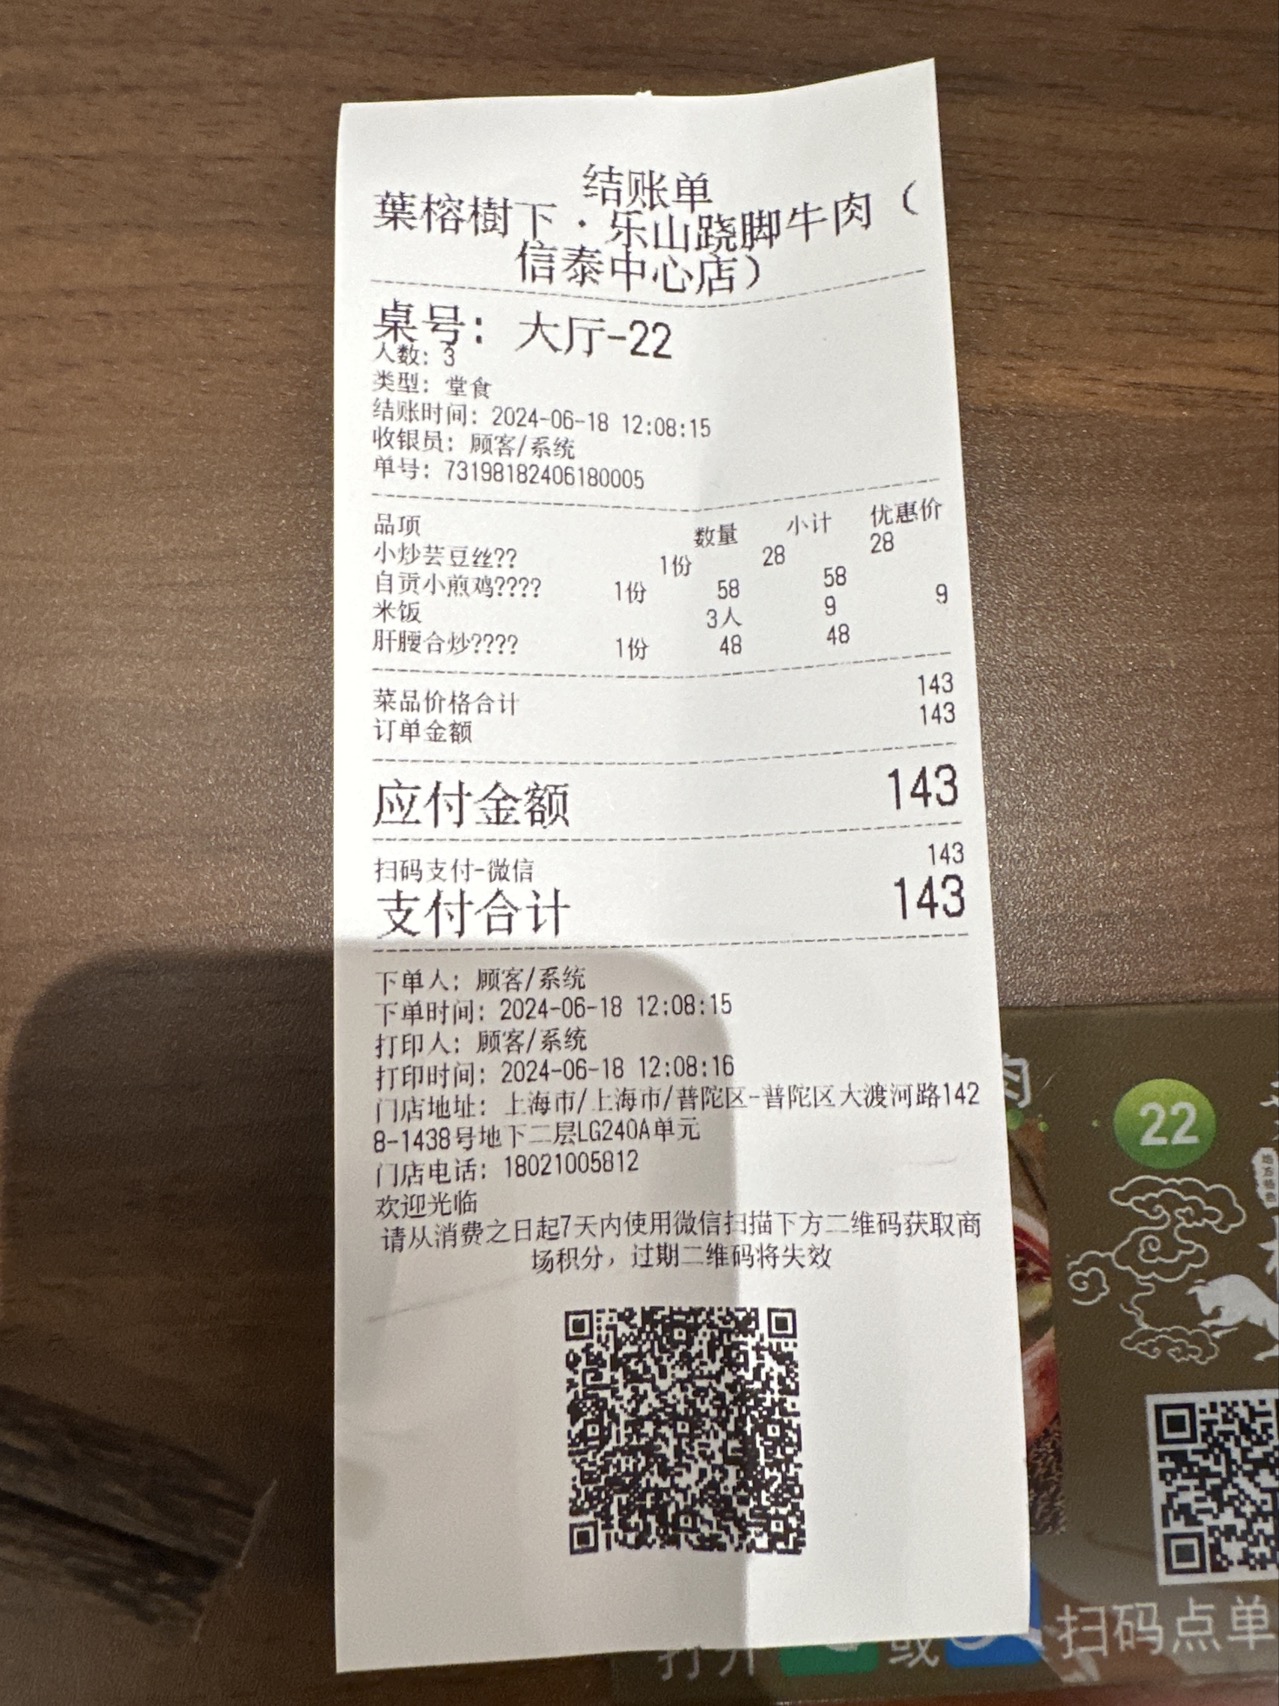 结账单
葉榕樹下·乐山跷脚牛肉（
信泰中心店）
桌号：大厅-22
人数：3
类型：堂食
结账时间：2024-06-18 12:08:15
收银员：顾客/系统
单号：73198182406180005
品项 数量 小计 优惠价
小炒芸豆丝?? 1份 28 28
自贡小煎鸡???? 1份 58 58
米饭 3人 9 9
肝腰合炒???? 1份 48 48
菜品价格合计 143
订单金额 143
应付金额 143
扫码支付-微信 143
支付合计 143
下单人：顾客/系统
下单时间：2024-06-18 12:08:15
打印人：顾客/系统
打印时间：2024-06-18 12:08:16
门店地址：上海市/上海市/普陀区-普陀区大渡河路142
8-1438号地下二层LG240A单元
门店电话：18021005812
欢迎光临
请从消费之日起7天内使用微信扫描下方二维码获取商
场积分，过期二维码将失效
肉
22
打开 或 扫码点单